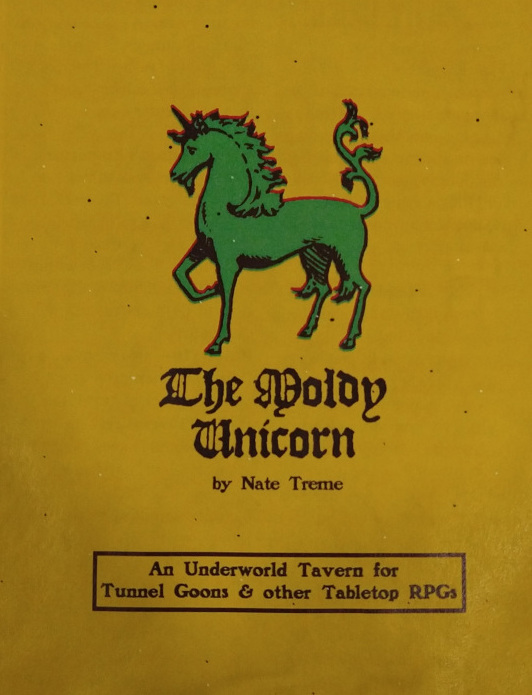 The Moldy
Unicorn
by Nate Treme
An Underworld Tavern for
Tunnel Goons & other Tabletop RPGs